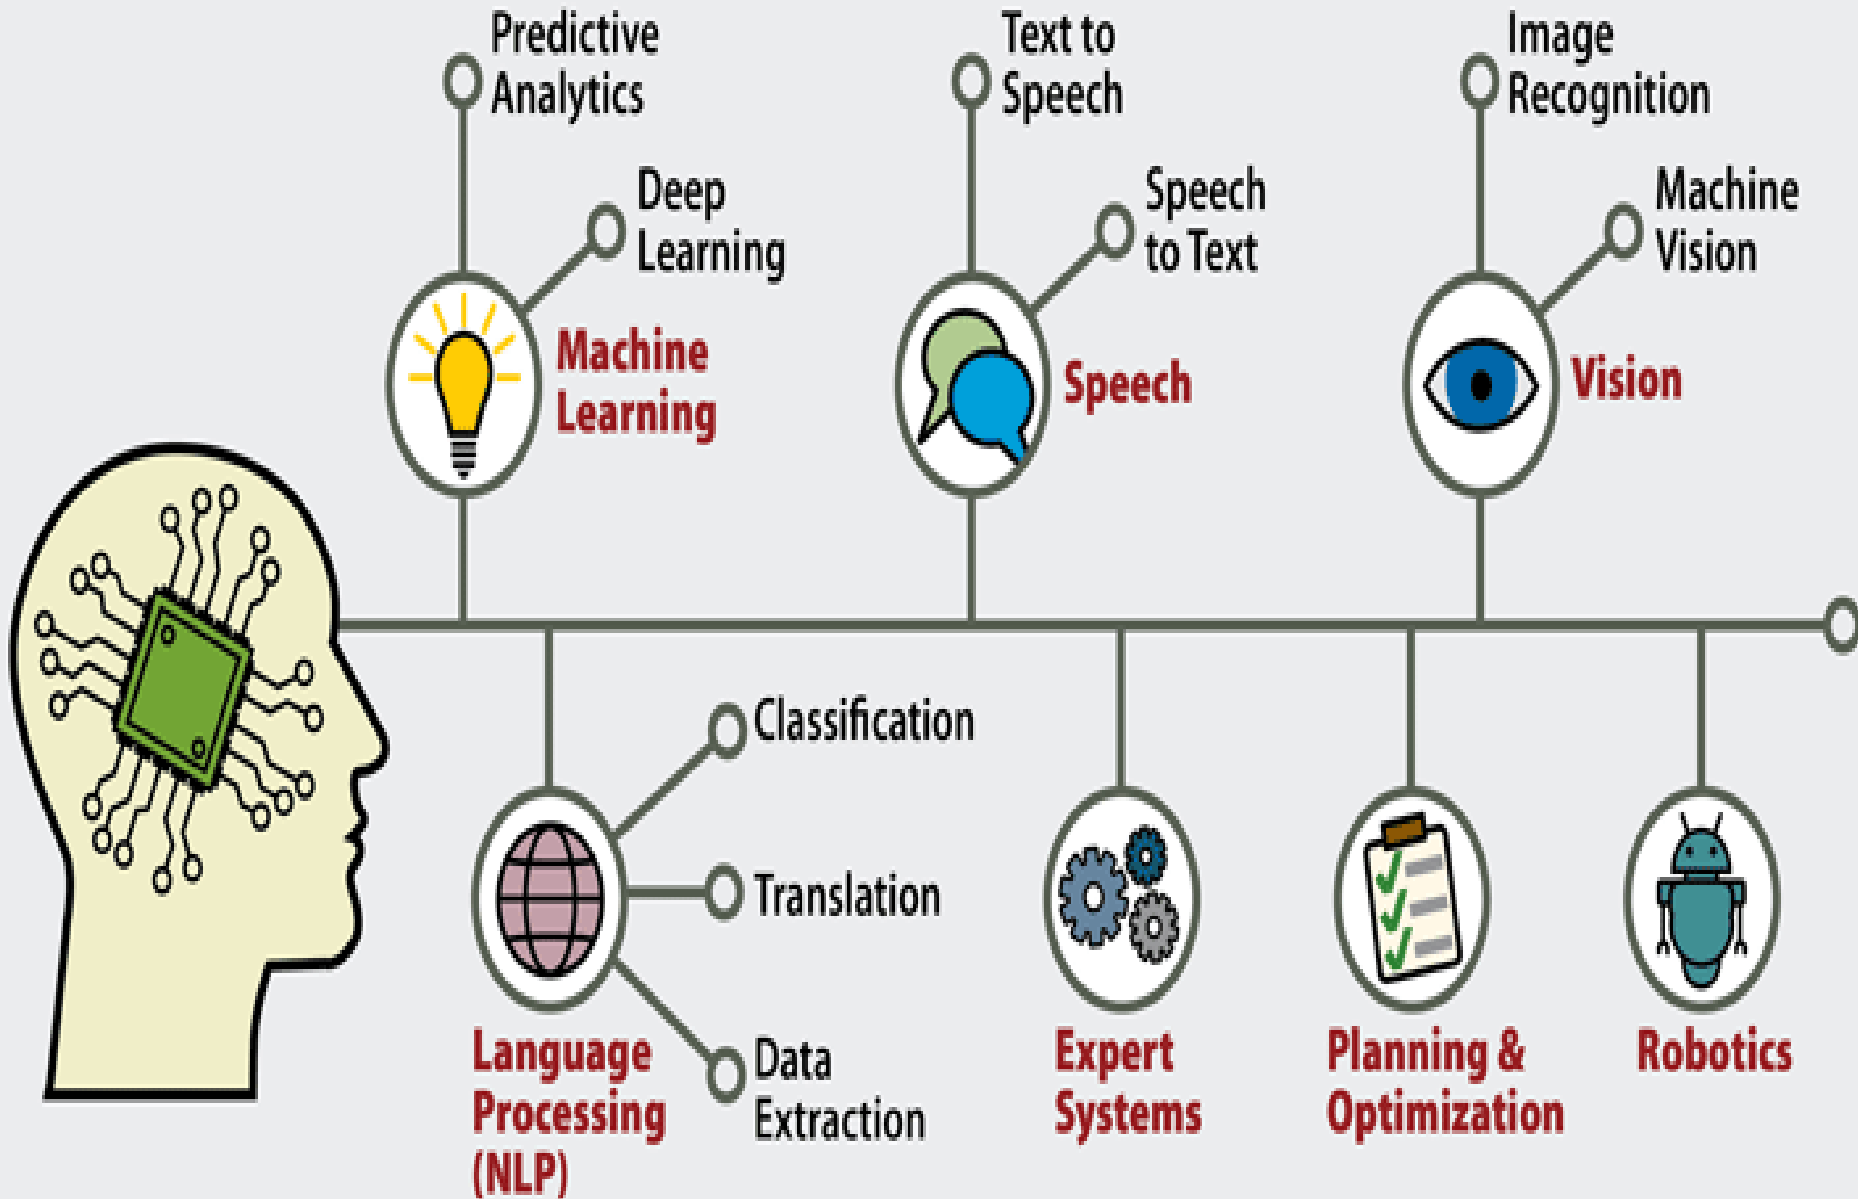 Predictive
Analytics
Deep
Learning
Machine
Learning
Text to
Speech
Speech
to Text
Speech
Image
Recognition
Machine
Vision
Vision
Classification
Translation
Data
Extraction
Language
Processing
(NLP)
Expert
Systems
Planning &
Optimization
Robotics